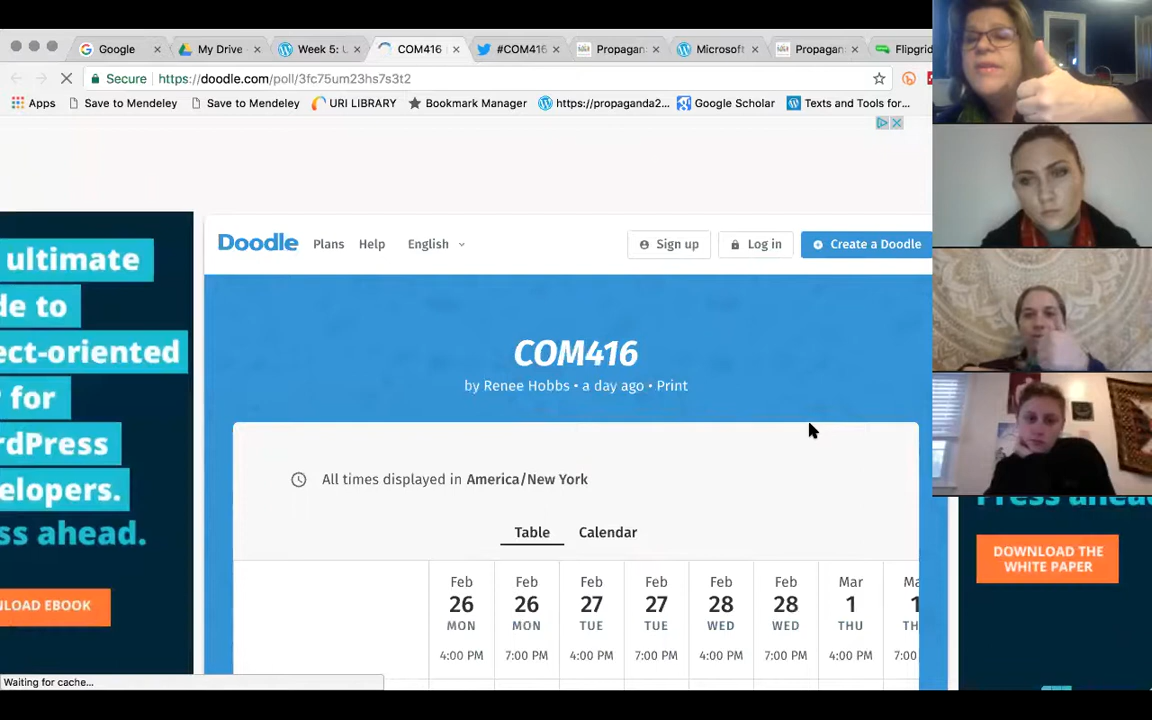 Google
My Drive
Week 5:
COM416
#COM416
Propagan
Microsof
Propagan
Flipgrid
Secure
https://doodle.com/poll/3fc75um23hs7s3t2
Apps
Save to Mendeley
Save to Mendeley
URI LIBRARY
Bookmark Manager
https://propaganda2...
Google Scholar
Texts and Tools for...
ultimate
de to
ect-oriented
for
rdPress
elopers.
ss ahead.
NLOAD EBOOK
Doodle
Plans
Help
English
Sign up
Log in
Create a Doodle
COM416
by Renee Hobbs • a day ago • Print
All times displayed in America/New York
Table
Calendar
Feb
26
MON
4:00 PM
Feb
26
MON
7:00 PM
Feb
27
TUE
4:00 PM
Feb
27
TUE
7:00 PM
Feb
28
WED
4:00 PM
Feb
28
WED
7:00 PM
Mar
1
THU
4:00 PM
Ma
1
TH
7:00
Press ahead
DOWNLOAD THE
WHITE PAPER
Waiting for cache...